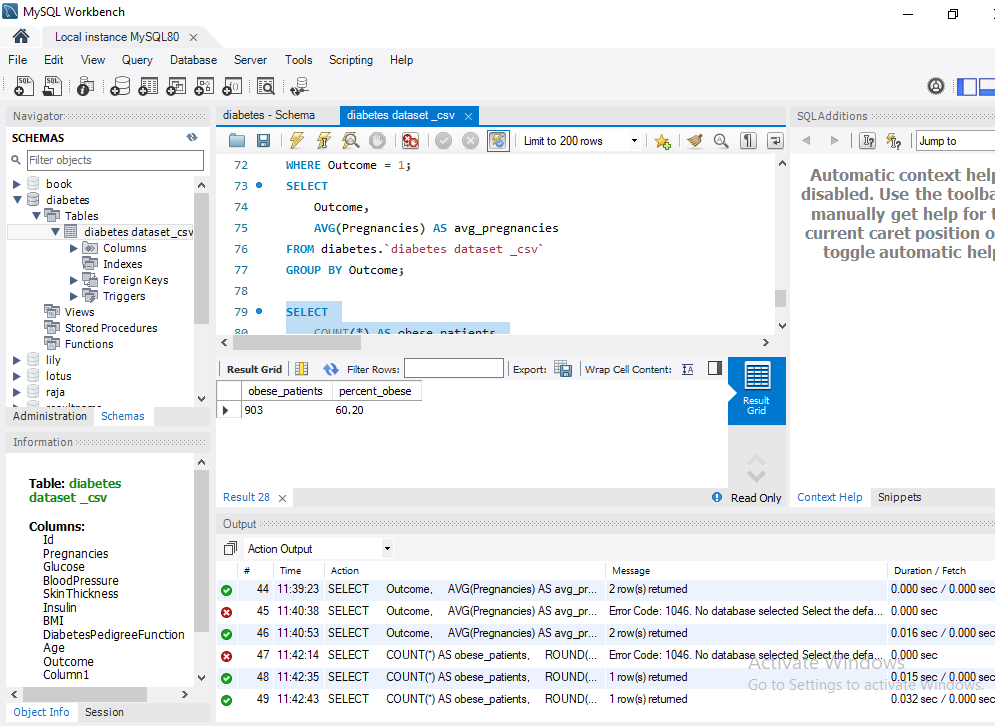 MySQL Workbench
Local instance MySQL80
File Edit View Query Database Server Tools Scripting Help
Navigator
SCHEMAS
Filter objects
book
diabetes
Tables
diabetes dataset_csv
Columns
Indexes
Foreign Keys
Triggers
Views
Stored Procedures
Functions
lily
lotus
raja
Administration Schemas
Information
Table: diabetes
dataset _csv
Columns:
Id
Pregnancies
Glucose
BloodPressure
SkinThickness
Insulin
BMI
DiabetesPedigreeFunction
Age
Outcome
Column1
Object Info Session
diabetes - Schema diabetes dataset _csv
Limit to 200 rows
72 WHERE Outcome = 1;
73 SELECT
74 Outcome,
75 AVG(Pregnancies) AS avg_pregnancies
76 FROM diabetes.`diabetes dataset _csv`
77 GROUP BY Outcome;
78
79 SELECT
80 COUNT(*) AS obese_patients
Result Grid Filter Rows: Export: Wrap Cell Content: IA
obese_patients percent_obese
903 60.20
Result
Grid
Result 28 Read Only
SQLAdditions
Jump to
Automatic context help
disabled. Use the toolba
manually get help for t
current caret position o
toggle automatic help
Context Help Snippets
Output
Action Output
# Time Action Message Duration / Fetch
44 11:39:23 SELECT Outcome, AVG(Pregnancies) AS avg_pr... 2 row(s) returned 0.000 sec / 0.000 sec
45 11:40:38 SELECT Outcome, AVG(Pregnancies) AS avg_pr... Error Code: 1046. No database selected Select the defa... 0.000 sec
46 11:40:53 SELECT Outcome, AVG(Pregnancies) AS avg_pr... 2 row(s) returned 0.016 sec / 0.000 sec
47 11:42:14 SELECT COUNT(*) AS obese_patients, ROUND(... Error Code: 1046. No database selected Select the defa... 0.000 sec
48 11:42:35 SELECT COUNT(*) AS obese_patients, ROUND(... 1 row(s) returned 0.015 sec / 0.000 sec
49 11:42:43 SELECT COUNT(*) AS obese_patients, ROUND(... 1 row(s) returned 0.032 sec / 0.000 sec
Activate Windows
Go to Settings to activate Windows.